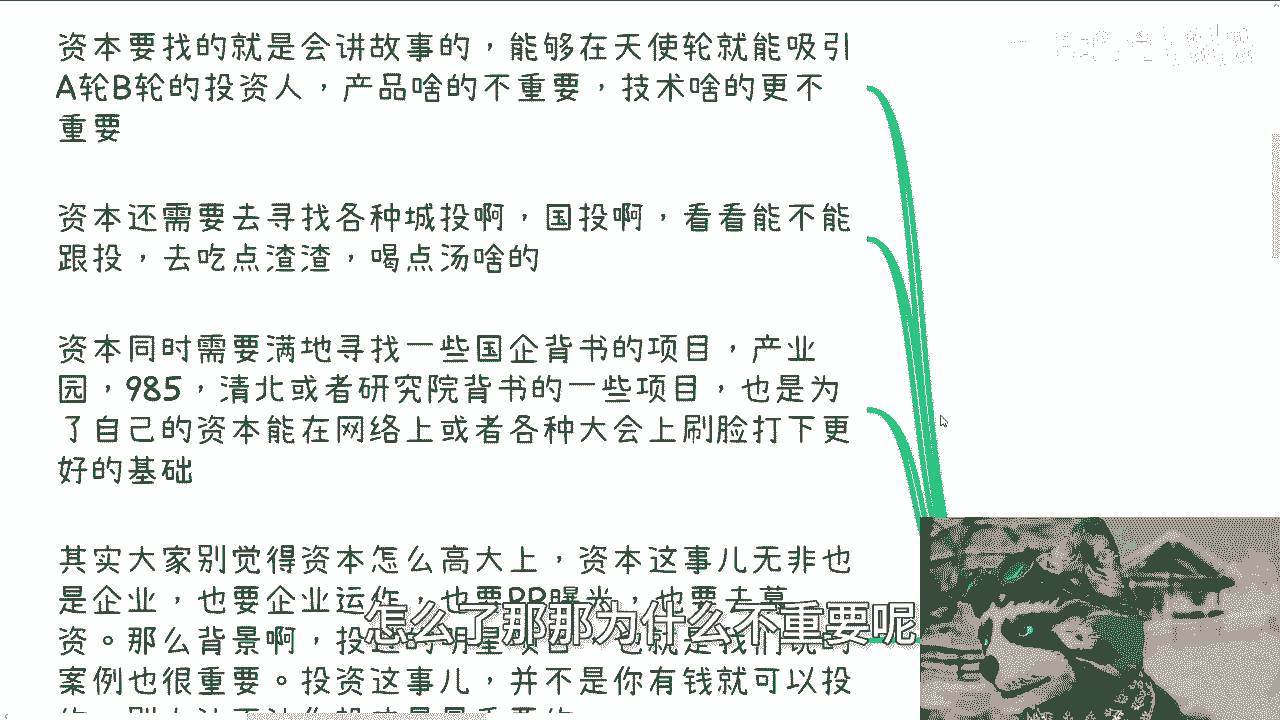 资本要找的就是会讲故事的，能够在天使轮就能吸引
A轮B轮的投资人，产品啥的不重要，技术啥的更不
重要
资本还需要去寻找各种城投啊，国投啊，看看能不能
跟投，去吃点渣渣，喝点汤啥的
资本同时需要满地寻找一些国企背书的项目，产业
园，985，清北或者研究院背书的一些项目，也是为
了自己的资本能在网络上或者各种大会上刷脸打下更
好的基础
其实大家别觉得资本怎么高大上，资本这事儿无非也
是企业，也要企业运作，也要PR曝光，也要去募
资。那么背景啊，投过的明星项目，也就是我们说的
案例也很重要。投资这事儿，并不是你有钱就可以投
怎么了那那为什么不重要呢